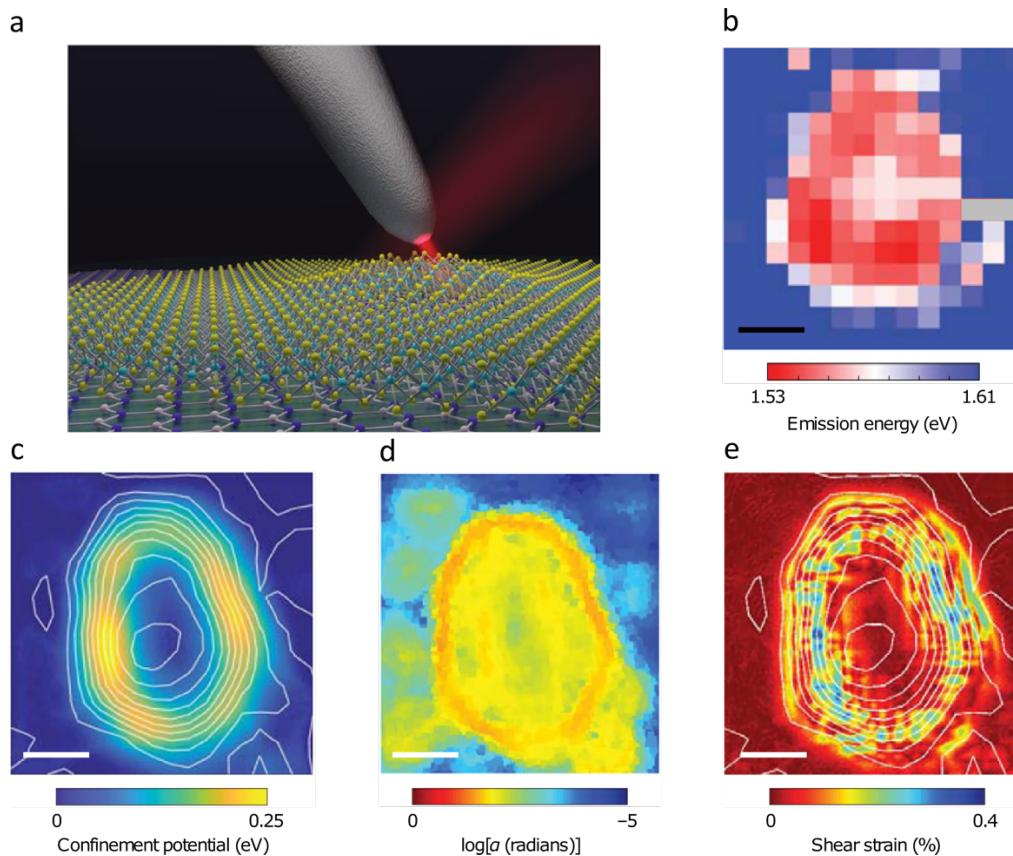 a
b
1.53 1.61
Emission energy (eV)
c
d
e
0 0.25
Confinement potential (eV)
0 −5
log[a (radians)]
0 0.4
Shear strain (%)